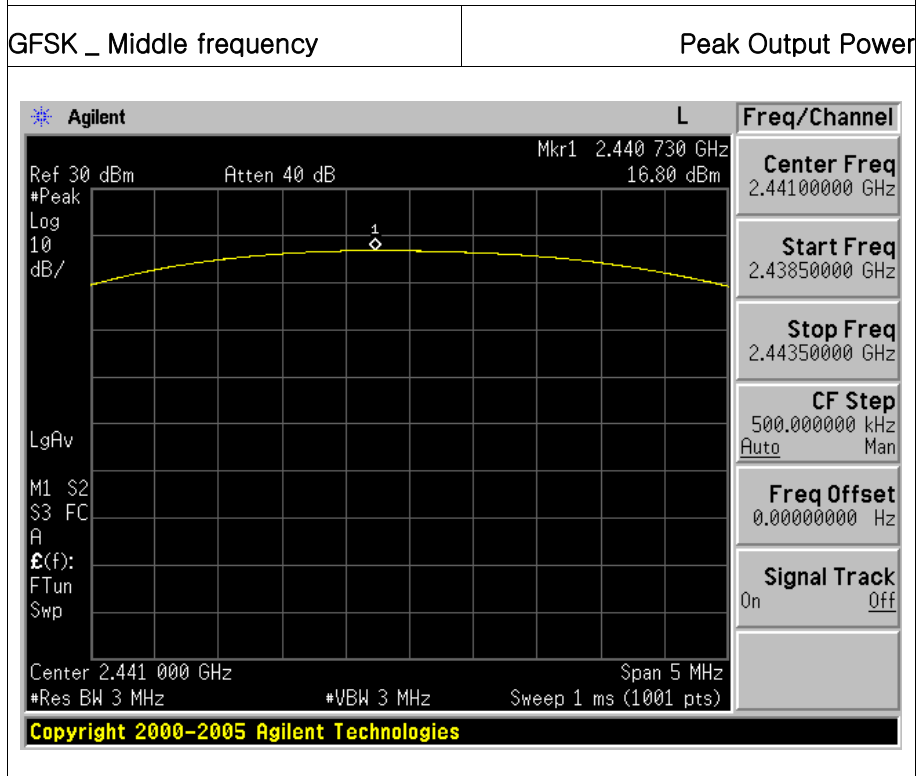 GFSK _ Middle frequency
Peak Output Power
Agilent
L
Freq/Channel
Mkr1 2.440 730 GHz
Ref 30 dBm
Atten 40 dB
16.80 dBm
#Peak
Log
10
dB/
1
LgAv
M1 S2
S3 FC
A
£(f):
FTun
Swp
Center 2.441 000 GHz
Span 5 MHz
#Res BW 3 MHz
#VBW 3 MHz
Sweep 1 ms (1001 pts)
Center Freq
2.44100000 GHz
Start Freq
2.43850000 GHz
Stop Freq
2.44350000 GHz
CF Step
500.000000 kHz
Auto Man
Freq Offset
0.00000000 Hz
Signal Track
On Off
Copyright 2000-2005 Agilent Technologies